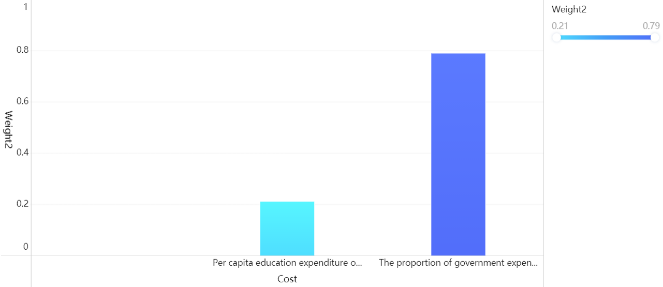 1
0.8
0.6
0.4
0.2
0
Weight2
Per capita education expenditure o...
The proportion of government expen...
Cost
Weight2
0.21 0.79